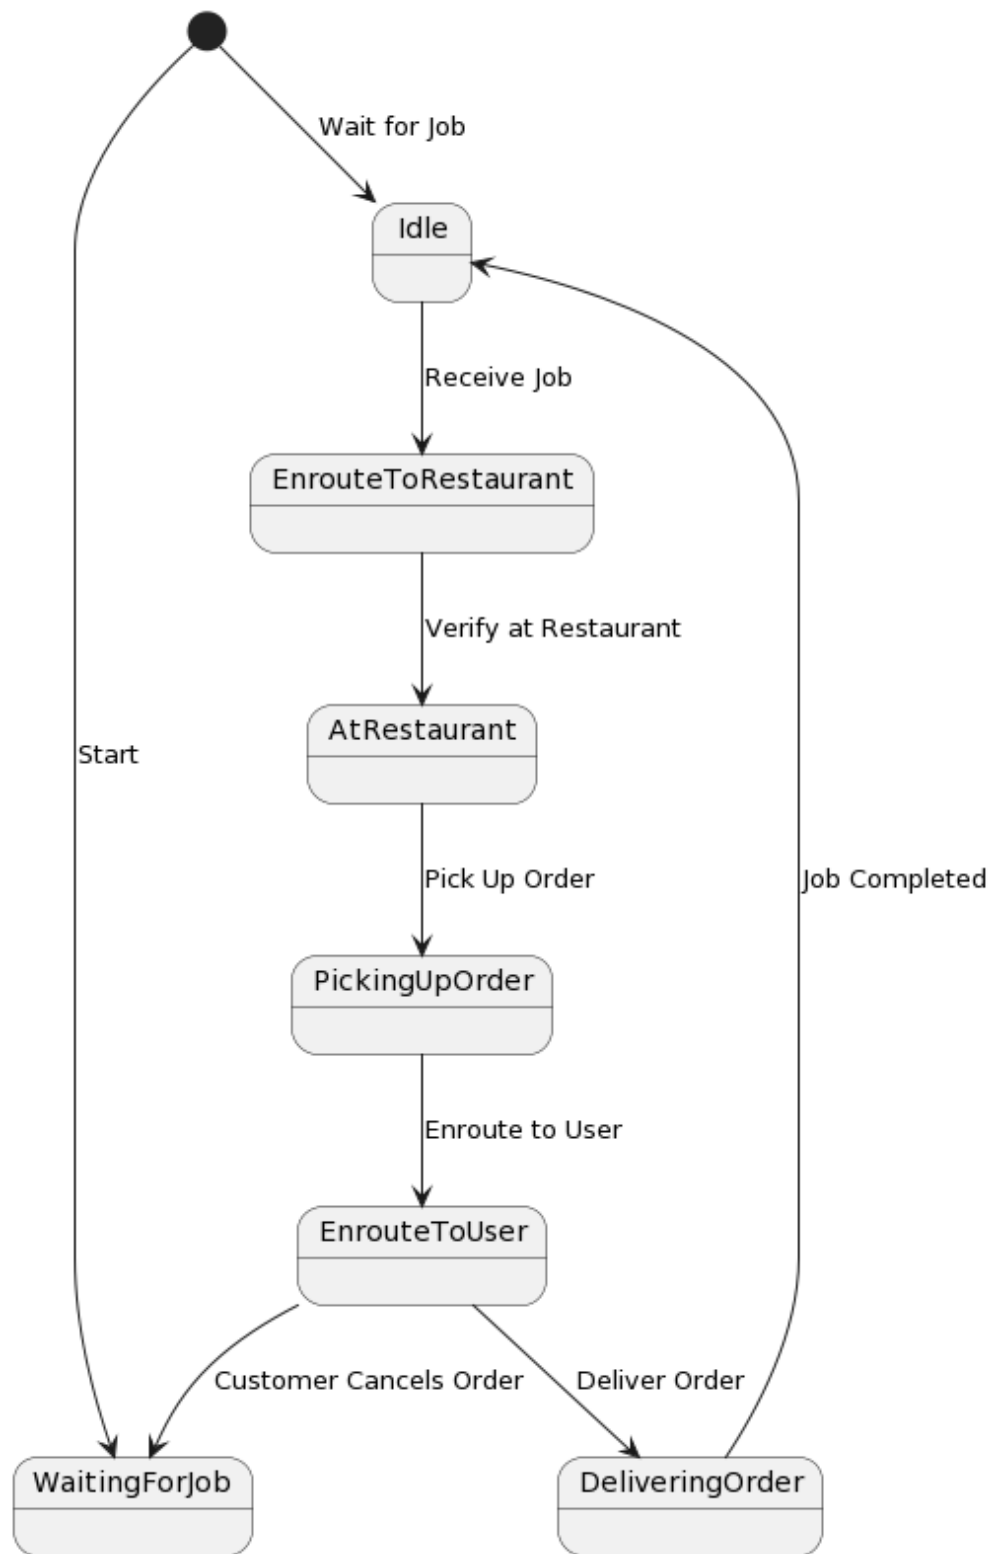 Wait for Job
Idle
Receive Job
EnrouteToRestaurant
Verify at Restaurant
AtRestaurant
Start
Pick Up Order
Job Completed
PickingUpOrder
Enroute to User
EnrouteToUser
Customer Cancels Order
Deliver Order
WaitingForJob
DeliveringOrder